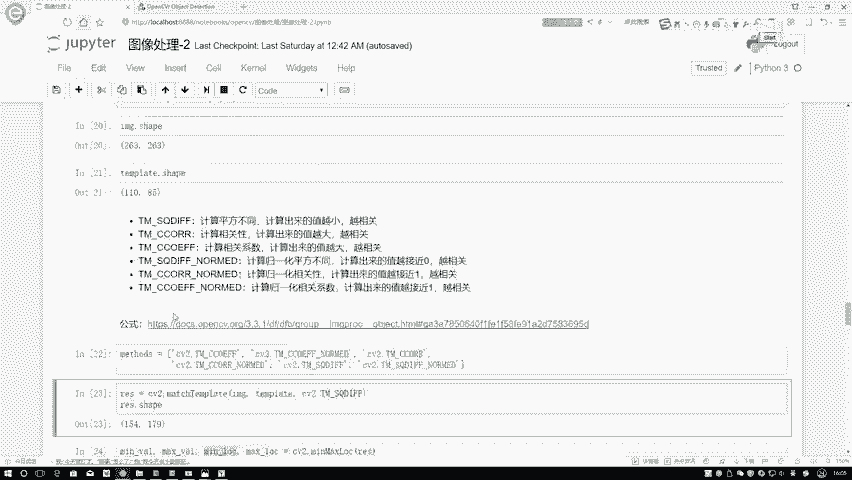 图像处理-2
OpenCV: Object Detection
http://localhost:8888/notebooks/opencv/图像处理/图像处理-2.ipynb
jupyter 图像处理-2 Last Checkpoint: Last Saturday at 12:42 AM (autosaved)
Start
Logout
File Edit View Insert Cell Kernel Widgets Help
Trusted
Python 3
Code
In [20]: img.shape
Out[20]: (263, 263)
In [21]: template.shape
Out[21]: (110, 85)
TM_SQDIFF：计算平方不同，计算出来的值越小，越相关
TM_CCORR：计算相关性，计算出来的值越大，越相关
TM_CCOEFF：计算相关系数，计算出来的值越大，越相关
TM_SQDIFF_NORMED：计算归一化平方不同，计算出来的值越接近0，越相关
TM_CCORR_NORMED：计算归一化相关性，计算出来的值越接近1，越相关
TM_CCOEFF_NORMED：计算归一化相关系数，计算出来的值越接近1，越相关
公式：
In [22]: methods = ['cv2.TM_CCOEFF', 'cv2.TM_CCOEFF_NORMED', 'cv2.TM_CCORR',
'cv2.TM_CCORR_NORMED', 'cv2.TM_SQDIFF', 'cv2.TM_SQDIFF_NORMED']
In [23]: res = cv2.matchTemplate(img, template, cv2.TM_SQDIFF)
res.shape
Out[23]: (154, 179)
In [24]: min_val, max_val, min_loc, max_loc = cv2.minMaxLoc(res)
16:05